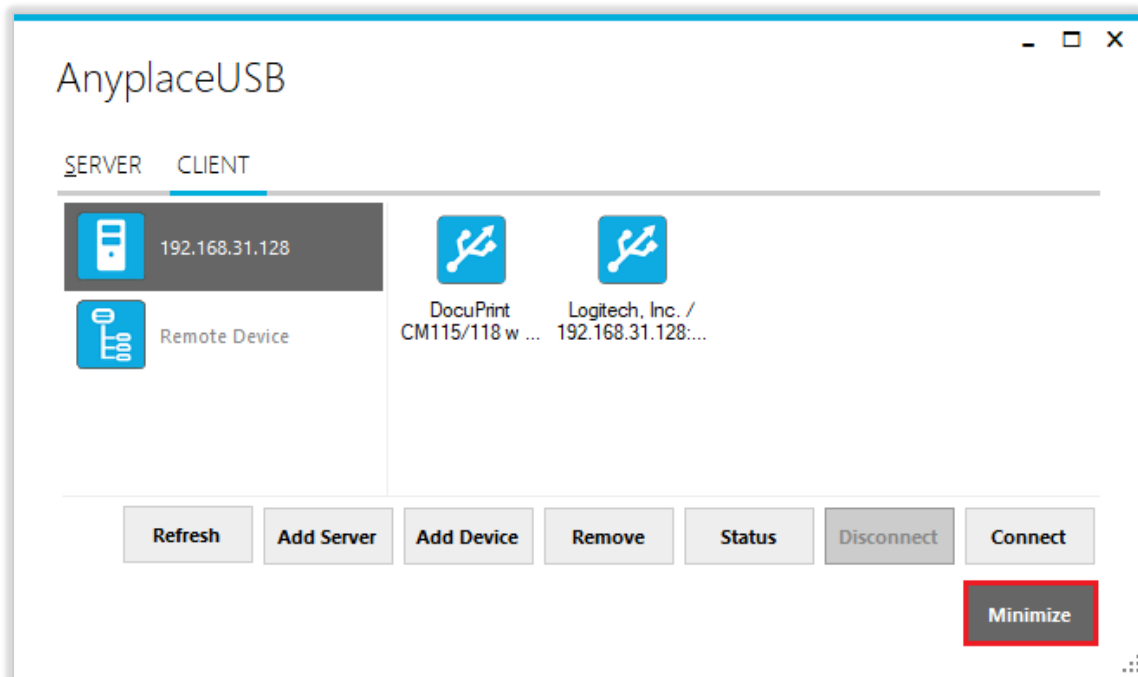 AnyplaceUSB
SERVER CLIENT
192.168.31.128
Remote Device
DocuPrint
CM115/118 w ...
Logitech, Inc. /
192.168.31.128:...
Refresh Add Server Add Device Remove Status Disconnect Connect
Minimize